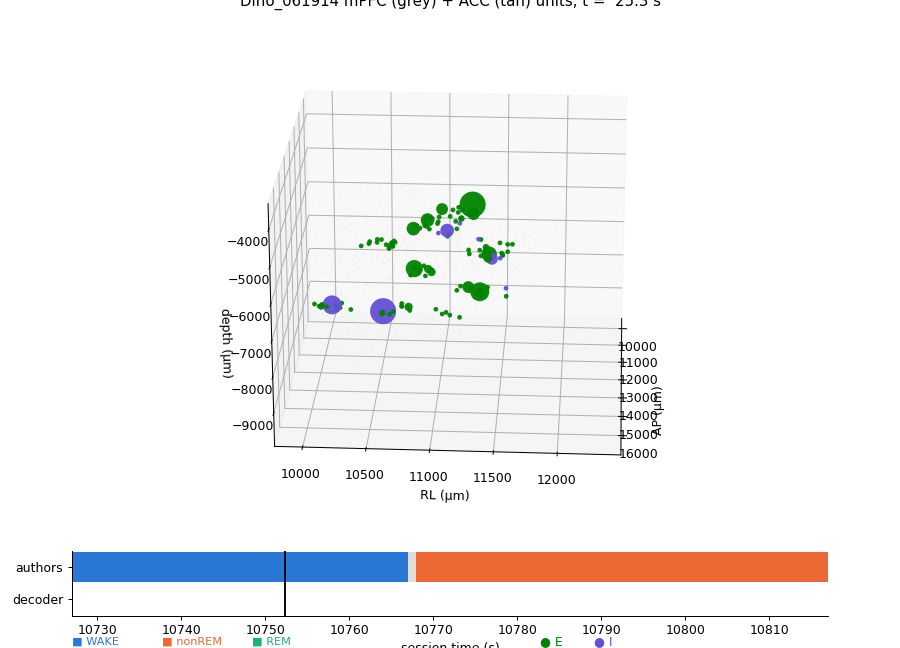 Dino_061914 mPFC (grey) + ACC (tan) units, t = 25.3 s
−4000
−5000
−6000
−7000
−8000
−9000
depth (μm)
10000
11000
12000
13000
14000
15000
16000
AP (μm)
10000 10500 11000 11500 12000
RL (μm)
authors
decoder
10730 10740 10750 10760 10770 10780 10790 10800 10810
session time (s)
WAKE nonREM REM E I